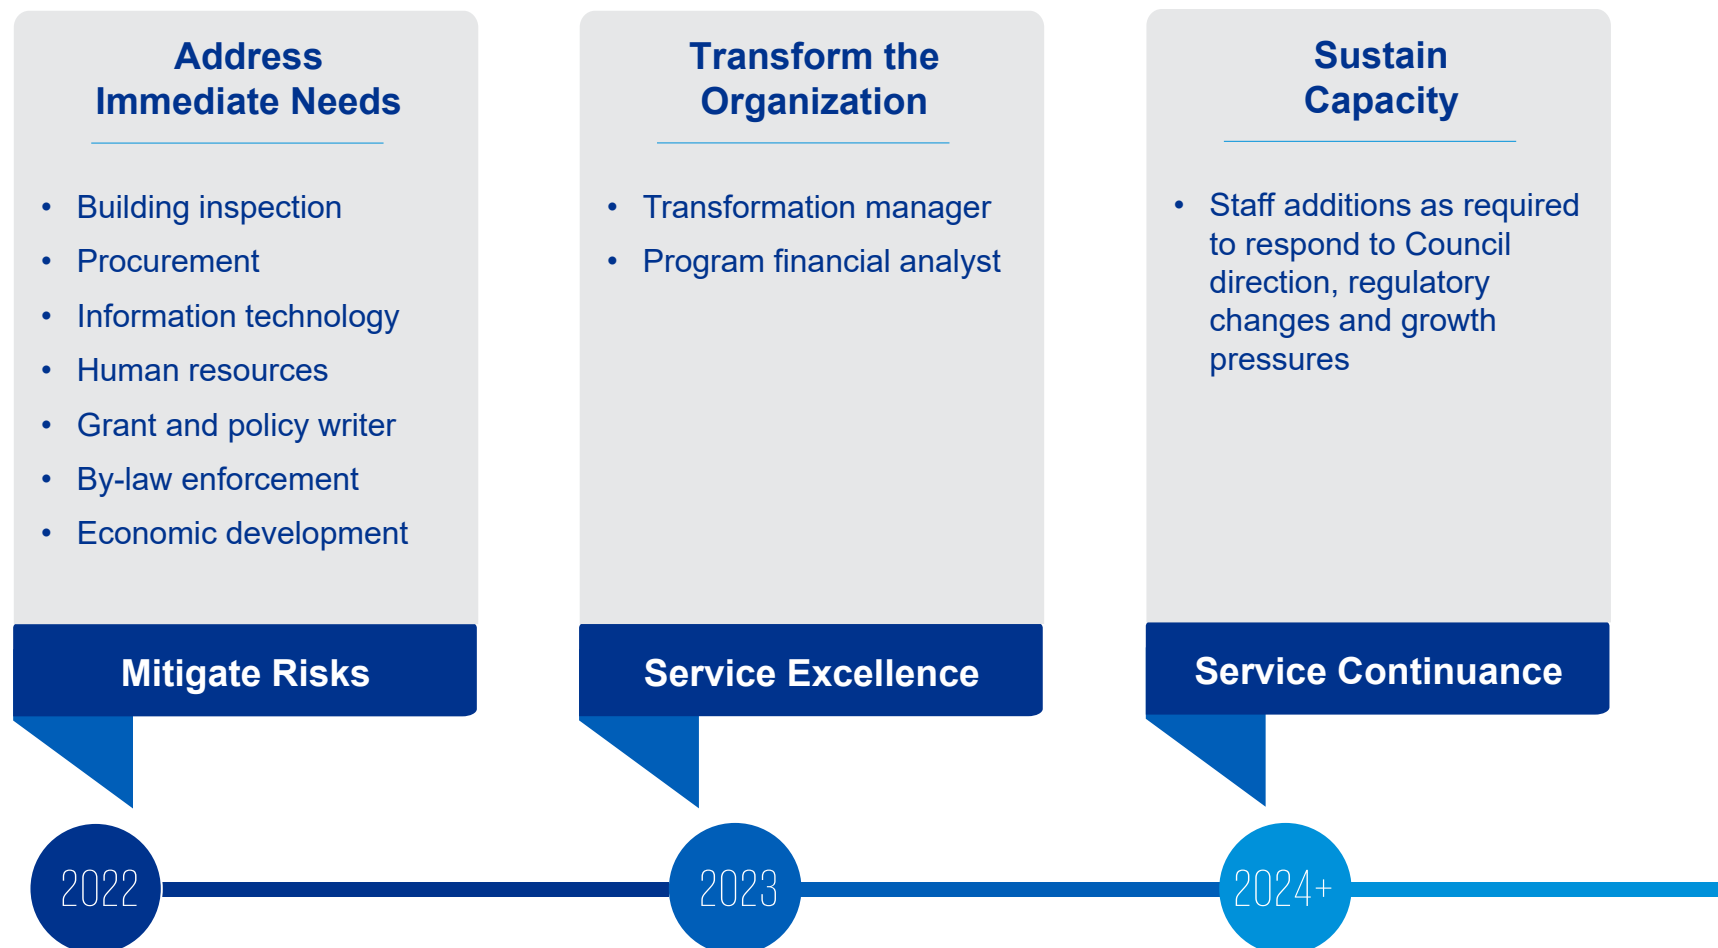 Address
Immediate Needs
• Building inspection
• Procurement
• Information technology
• Human resources
• Grant and policy writer
• By-law enforcement
• Economic development
Mitigate Risks
Transform the
Organization
• Transformation manager
• Program financial analyst
Service Excellence
Sustain
Capacity
• Staff additions as required
to respond to Council
direction, regulatory
changes and growth
pressures
Service Continuance
2022
2023
2024+